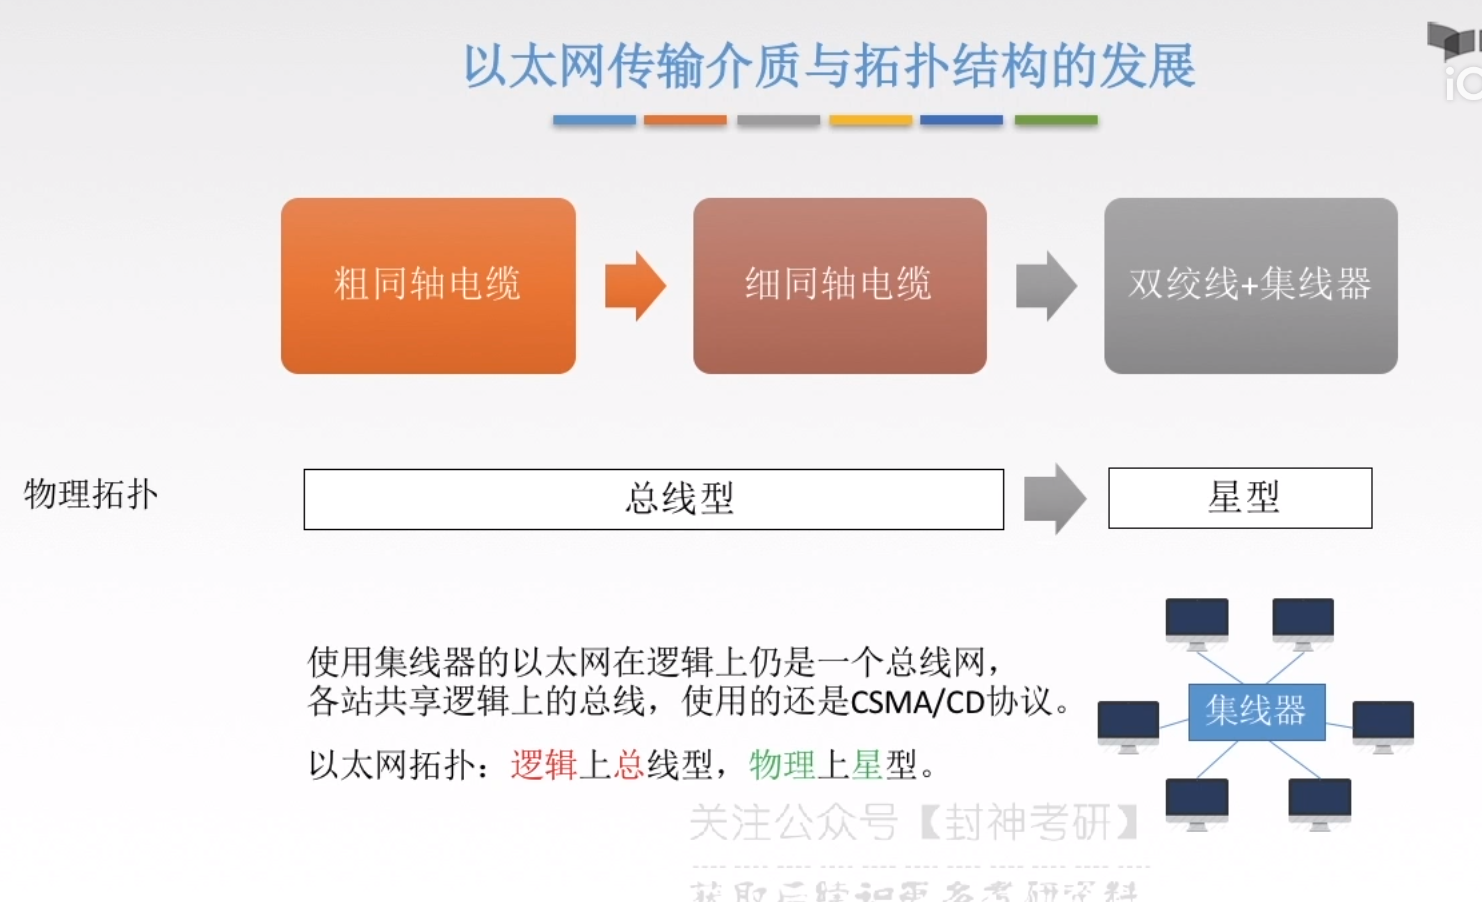 以太网传输介质与拓扑结构的发展
粗同轴电缆
细同轴电缆
双绞线+集线器
物理拓扑
总线型
星型
使用集线器的以太网在逻辑上仍是一个总线网，
各站共享逻辑上的总线，使用的还是CSMA/CD协议。
集线器
以太网拓扑：逻辑上总线型，物理上星型。
关注公众号【封神考研】